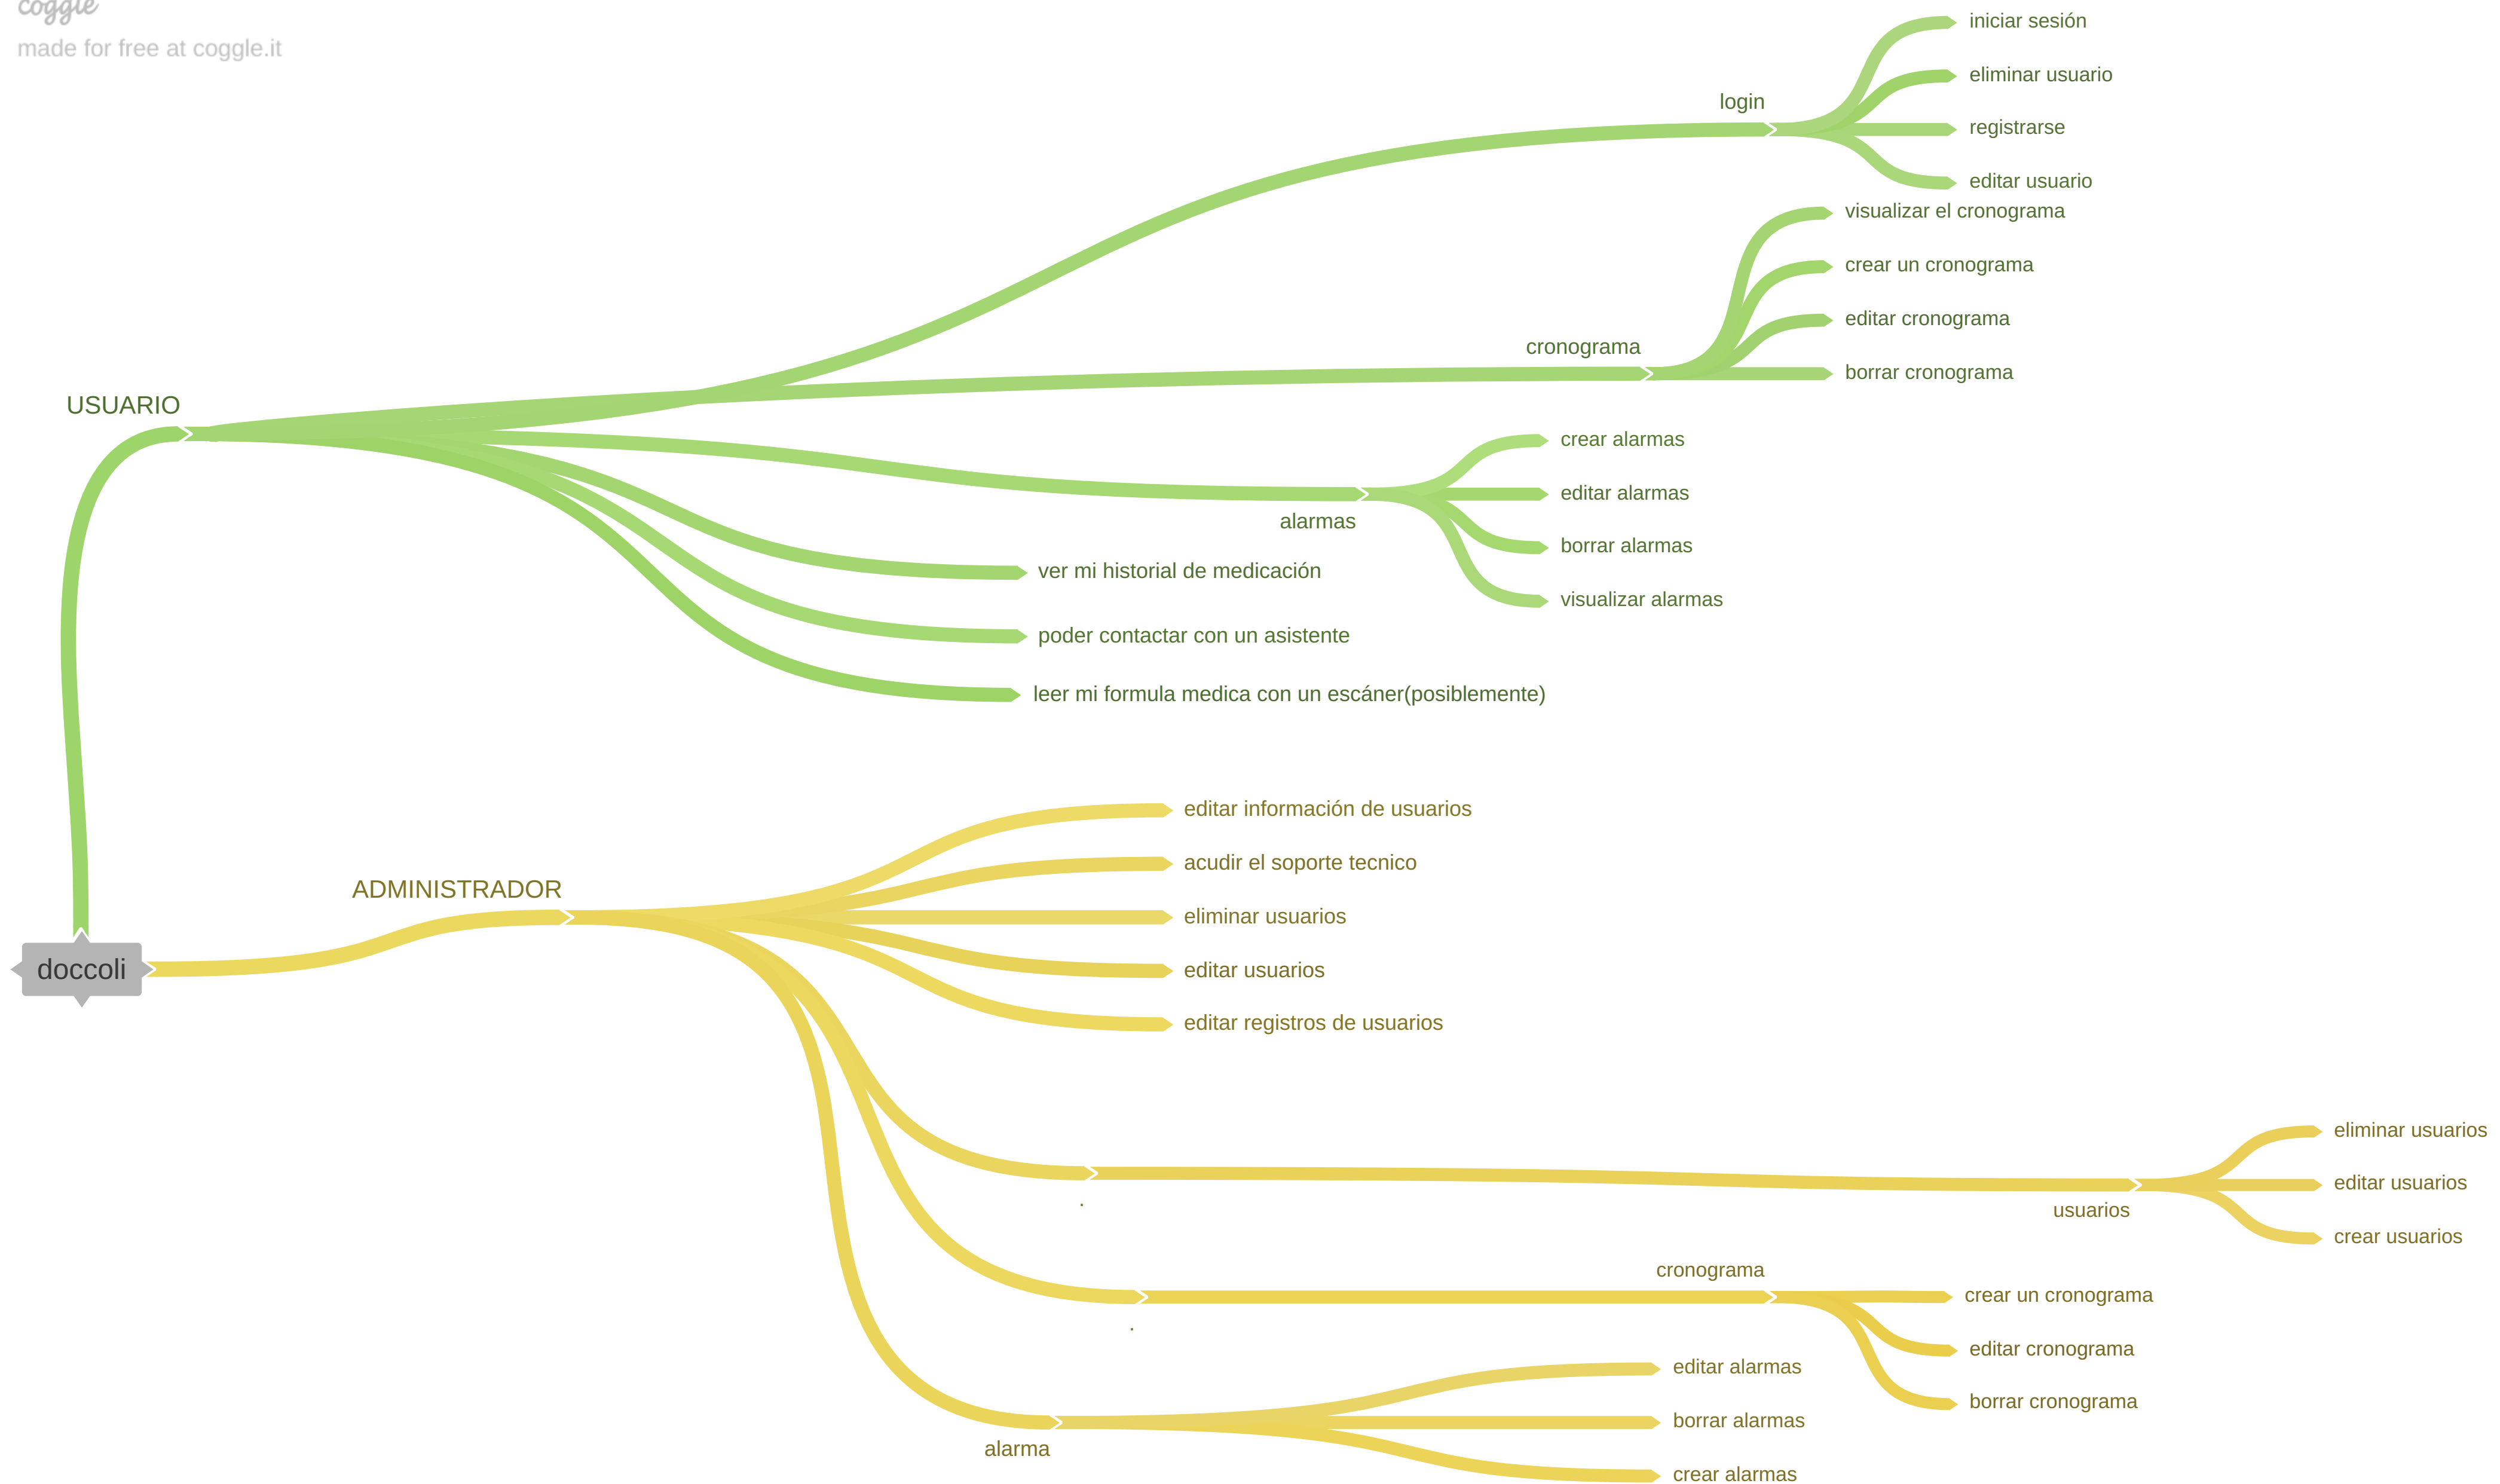 coggle
made for free at coggle.it
doccoli
USUARIO
login
iniciar sesión
eliminar usuario
registrarse
editar usuario
cronograma
visualizar el cronograma
crear un cronograma
editar cronograma
borrar cronograma
alarmas
crear alarmas
editar alarmas
borrar alarmas
visualizar alarmas
ver mi historial de medicación
poder contactar con un asistente
leer mi formula medica con un escáner(posiblemente)
ADMINISTRADOR
editar información de usuarios
acudir el soporte tecnico
eliminar usuarios
editar usuarios
editar registros de usuarios
.
usuarios
eliminar usuarios
editar usuarios
crear usuarios
.
cronograma
crear un cronograma
editar cronograma
borrar cronograma
alarma
editar alarmas
borrar alarmas
crear alarmas